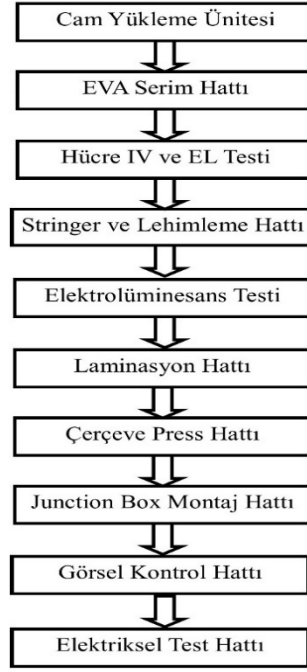 Cam Yükleme Ünitesi
EVA Serim Hattı
Hücre IV ve EL Testi
Stringer ve Lehimleme Hattı
Elektrolüminesans Testi
Laminasyon Hattı
Çerçeve Press Hattı
Junction Box Montaj Hattı
Görsel Kontrol Hattı
Elektriksel Test Hattı